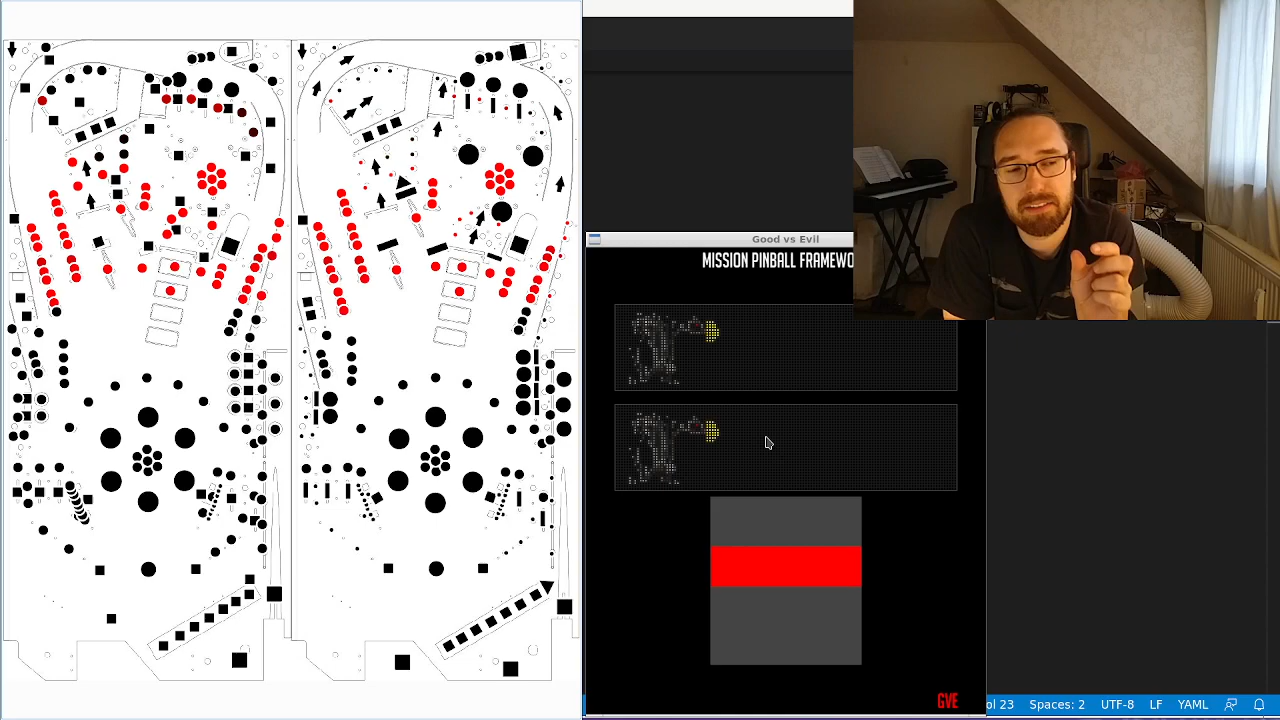 Good vs Evil
MISSION PINBALL FRAMEWO
GVE
ol 23
Spaces: 2
UTF-8
LF
YAML